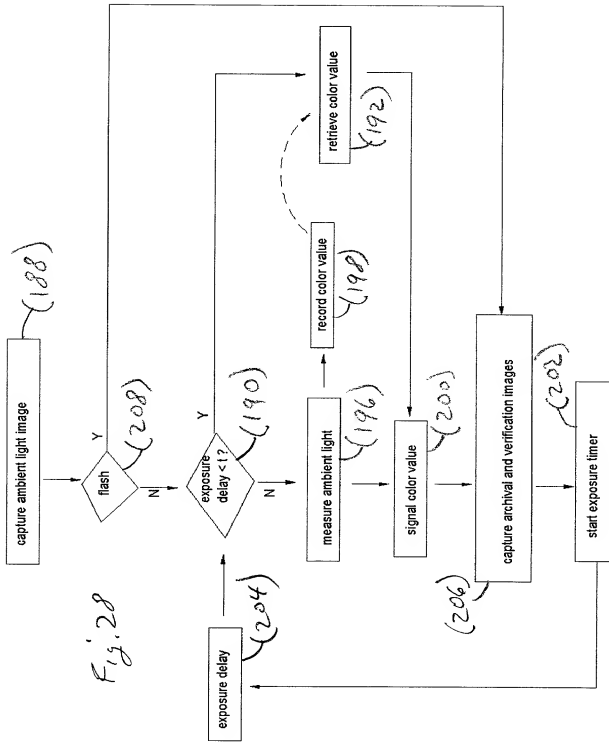 Fig. 28
capture ambient light image
(188)
flash
Y
(208)
N
exposure
delay < t ?
Y
(190)
N
exposure delay
(204)
measure ambient light
(196)
record color value
(198)
retrieve color value
(192)
signal color value
(200)
capture archival and verification images
(206)
(202)
start exposure timer